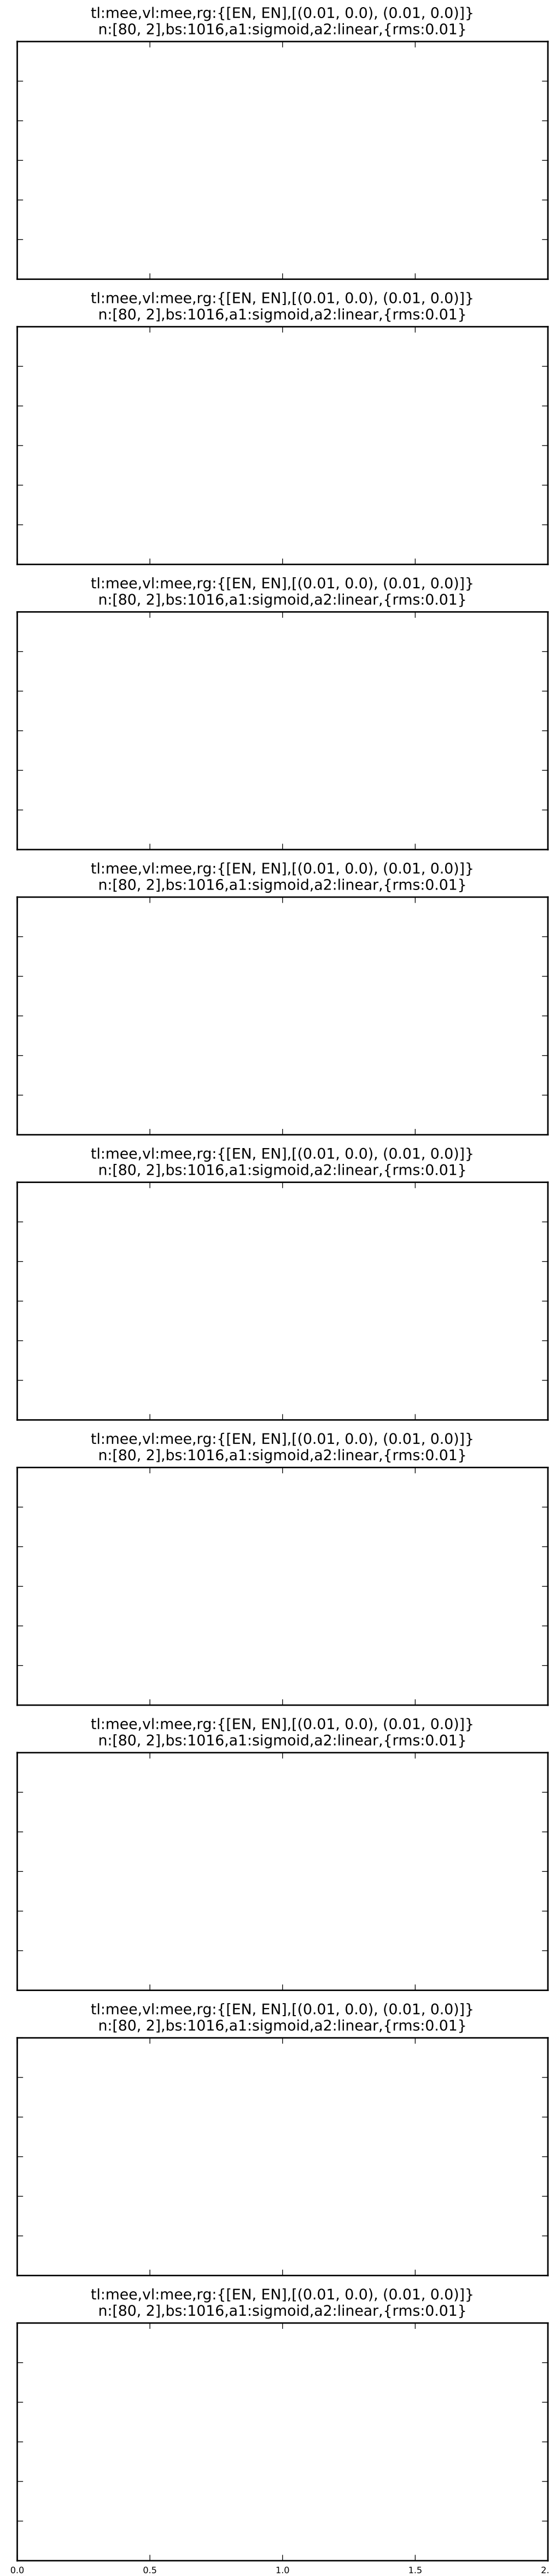 tl:mee,vl:mee,rg:{[EN, EN],[(0.01, 0.0), (0.01, 0.0)]}
n:[80, 2],bs:1016,a1:sigmoid,a2:linear,{rms:0.01}
tl:mee,vl:mee,rg:{[EN, EN],[(0.01, 0.0), (0.01, 0.0)]}
n:[80, 2],bs:1016,a1:sigmoid,a2:linear,{rms:0.01}
tl:mee,vl:mee,rg:{[EN, EN],[(0.01, 0.0), (0.01, 0.0)]}
n:[80, 2],bs:1016,a1:sigmoid,a2:linear,{rms:0.01}
tl:mee,vl:mee,rg:{[EN, EN],[(0.01, 0.0), (0.01, 0.0)]}
n:[80, 2],bs:1016,a1:sigmoid,a2:linear,{rms:0.01}
tl:mee,vl:mee,rg:{[EN, EN],[(0.01, 0.0), (0.01, 0.0)]}
n:[80, 2],bs:1016,a1:sigmoid,a2:linear,{rms:0.01}
tl:mee,vl:mee,rg:{[EN, EN],[(0.01, 0.0), (0.01, 0.0)]}
n:[80, 2],bs:1016,a1:sigmoid,a2:linear,{rms:0.01}
tl:mee,vl:mee,rg:{[EN, EN],[(0.01, 0.0), (0.01, 0.0)]}
n:[80, 2],bs:1016,a1:sigmoid,a2:linear,{rms:0.01}
tl:mee,vl:mee,rg:{[EN, EN],[(0.01, 0.0), (0.01, 0.0)]}
n:[80, 2],bs:1016,a1:sigmoid,a2:linear,{rms:0.01}
tl:mee,vl:mee,rg:{[EN, EN],[(0.01, 0.0), (0.01, 0.0)]}
n:[80, 2],bs:1016,a1:sigmoid,a2:linear,{rms:0.01}
0.0 0.5 1.0 1.5 2.